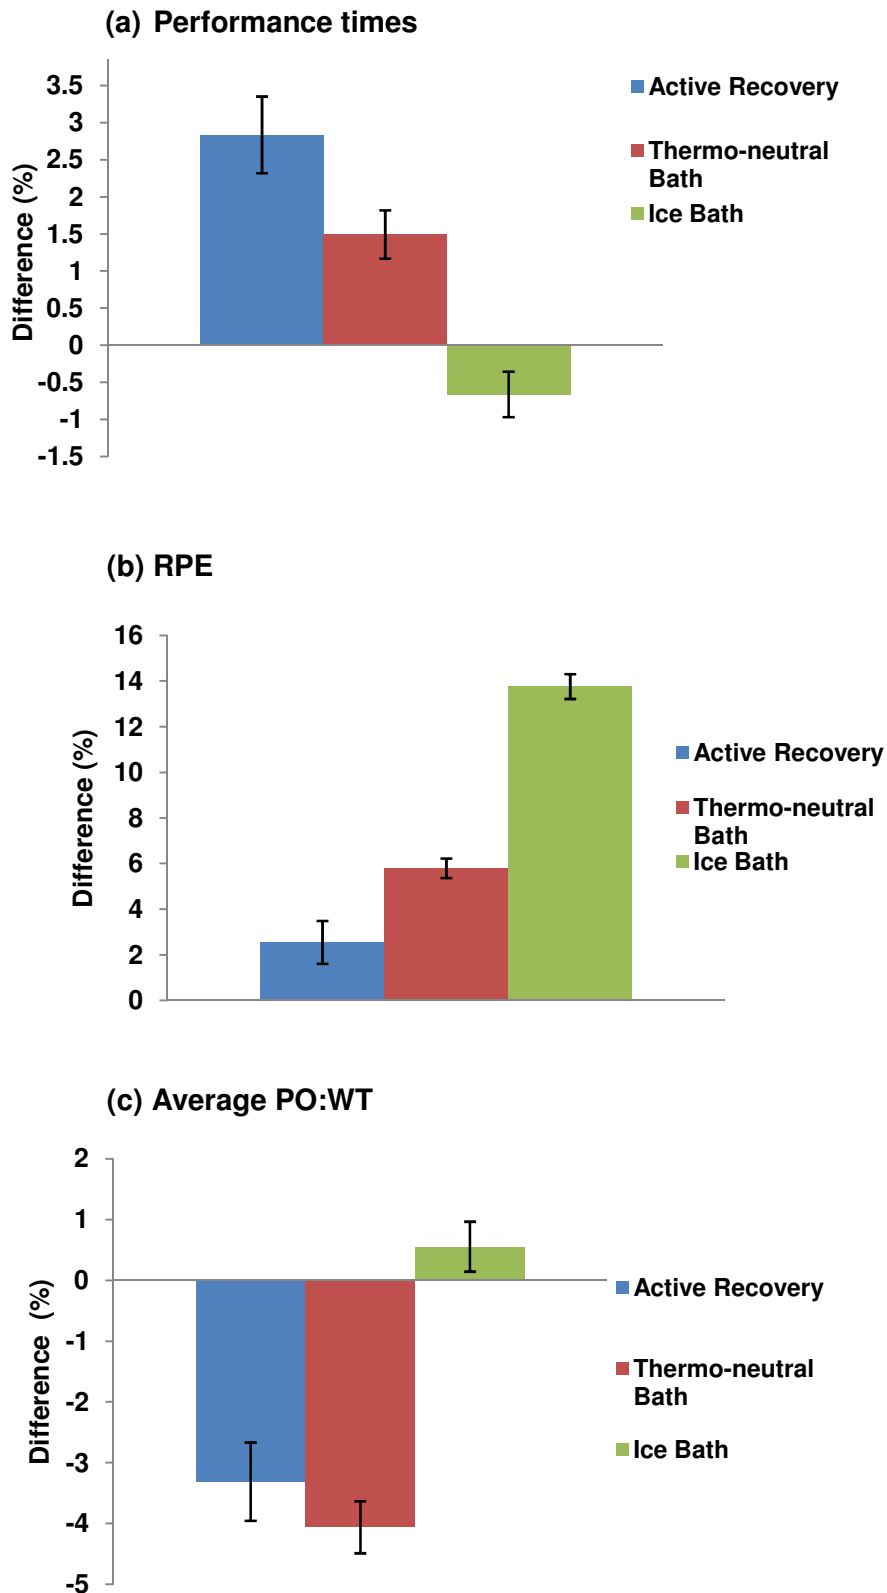 (a) Performance times
Difference (%)
3.5
3
2.5
2
1.5
1
0.5
0
-0.5
-1
-1.5
Active Recovery
Thermo-neutral
Bath
Ice Bath
(b) RPE
Difference (%)
16
14
12
10
8
6
4
2
0
Active Recovery
Thermo-neutral
Bath
Ice Bath
(c) Average PO:WT
Difference (%)
2
1
0
-1
-2
-3
-4
-5
Active Recovery
Thermo-neutral
Bath
Ice Bath